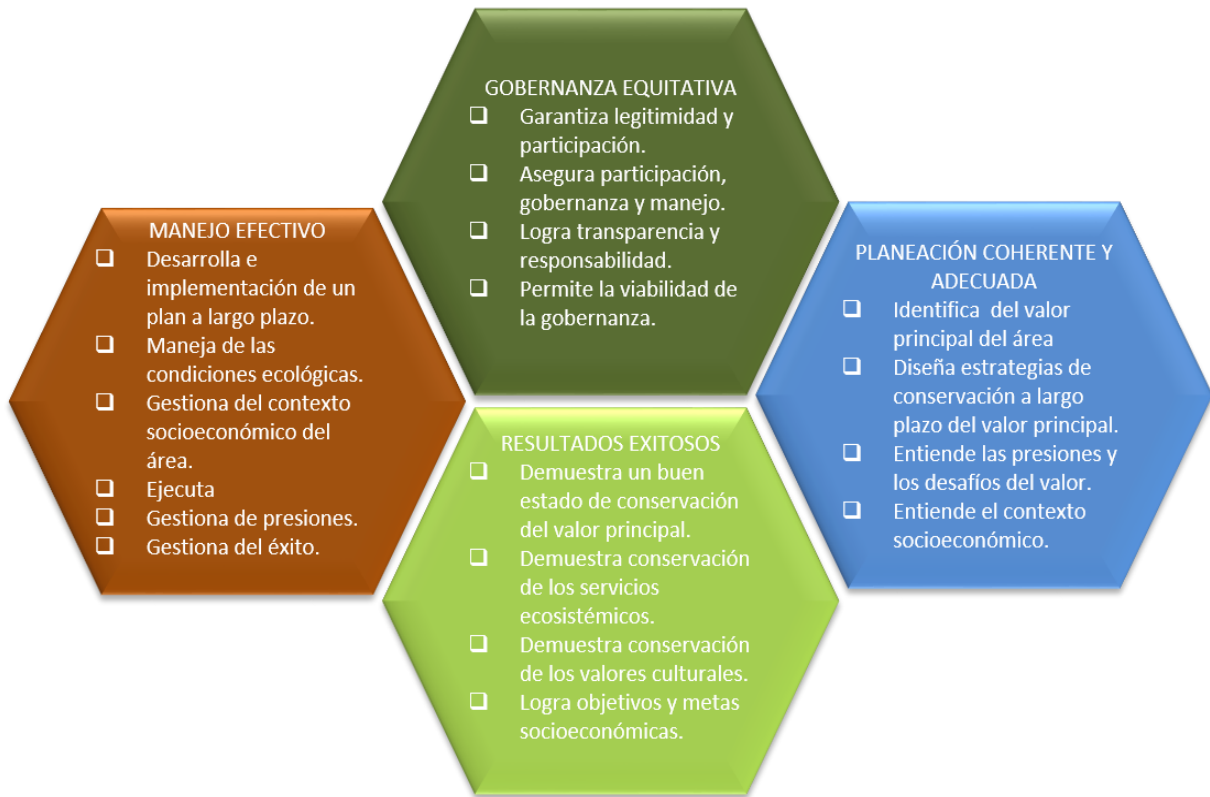 GOBERNANZA EQUITATIVA
❑ Garantiza legitimidad y
participación.
❑ Asegura participación,
gobernanza y manejo.
❑ Logra transparencia y
responsabilidad.
❑ Permite la viabilidad de
la gobernanza.
MANEJO EFECTIVO
❑ Desarrolla e
implementación de un
plan a largo plazo.
❑ Maneja de las
condiciones ecológicas.
❑ Gestiona del contexto
socioeconómico del
área.
❑ Ejecuta
❑ Gestiona de presiones.
❑ Gestiona del éxito.
PLANEACIÓN COHERENTE Y
ADECUADA
❑ Identifica del valor
principal del área
❑ Diseña estrategias de
conservación a largo
plazo del valor principal.
❑ Entiende las presiones y
los desafíos del valor.
❑ Entiende el contexto
socioeconómico.
RESULTADOS EXITOSOS
❑ Demuestra un buen
estado de conservación
del valor principal.
❑ Demuestra conservación
de los servicios
ecosistémicos.
❑ Demuestra conservación
de los valores culturales.
❑ Logra objetivos y metas
socioeconómicas.